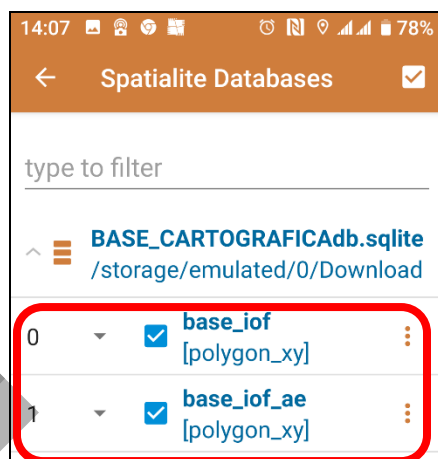 14:07 78%
Spatialite Databases
type to filter
BASE_CARTOGRAFICAdb.sqlite
/storage/emulated/0/Download
0 base_iof
[polygon_xy]
1 base_iof_ae
[polygon_xy]